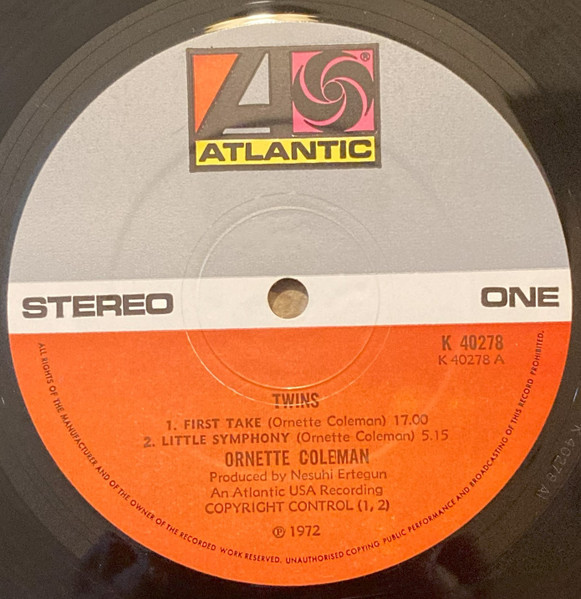 ®
ATLANTIC
STEREO
ONE
K 40278
K 40278 A
TWINS
1. FIRST TAKE (Ornette Coleman) 17.00
2. LITTLE SYMPHONY (Ornette Coleman) 5.15
ORNETTE COLEMAN
Produced by Nesuhi Ertegun
An Atlantic USA Recording
COPYRIGHT CONTROL (1, 2)
℗ 1972
ALL RIGHTS OF THE MANUFACTURER AND OF THE OWNER OF THE RECORDED WORK RESERVED. UNAUTHORISED COPYING PUBLIC PERFORMANCE AND BROADCASTING OF THIS RECORD PROHIBITED.
K 40278 A1